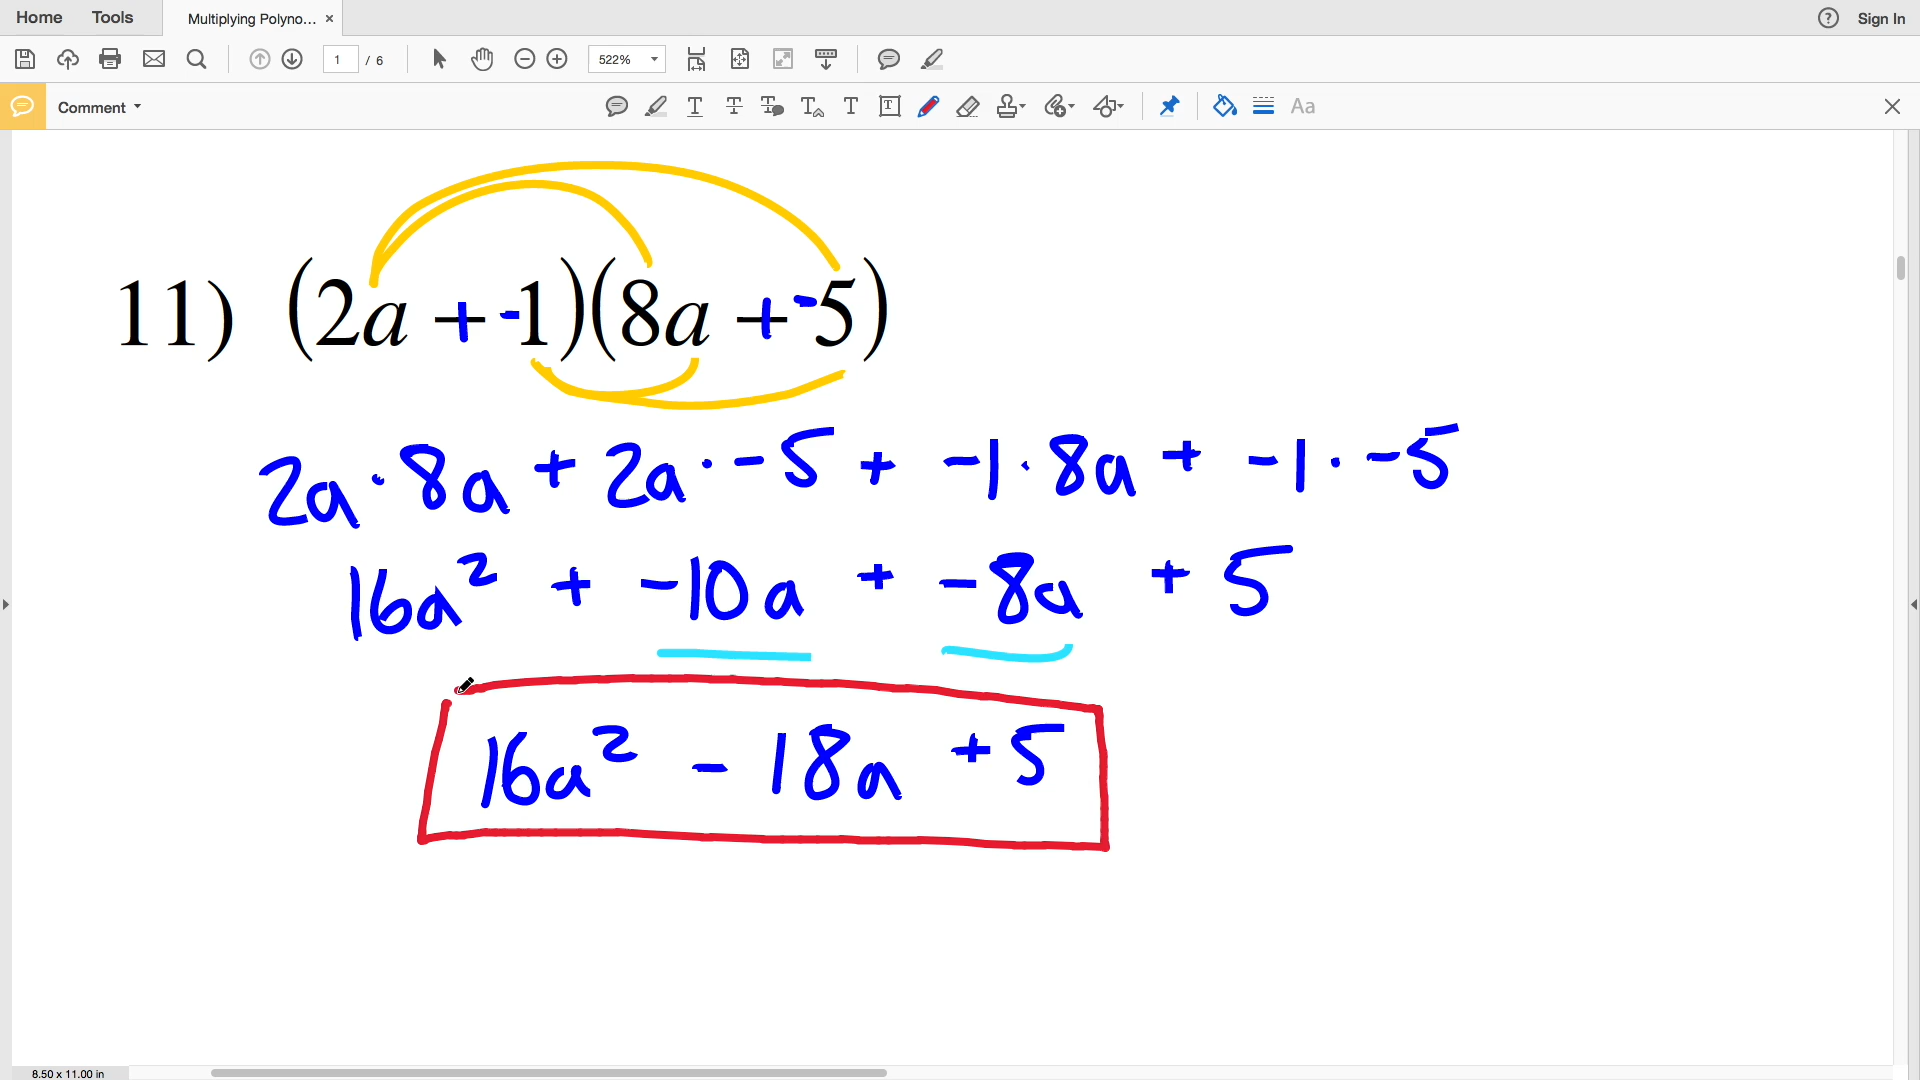 Home Tools Multiplying Polyno... × ? Sign In
1 / 6 522%
Comment Aa
11) (2a + -1)(8a + -5)
2a · 8a + 2a · -5 + -1 · 8a + -1 · -5
16a² + -10a + -8a + 5
16a² - 18a + 5
8.50 x 11.00 in